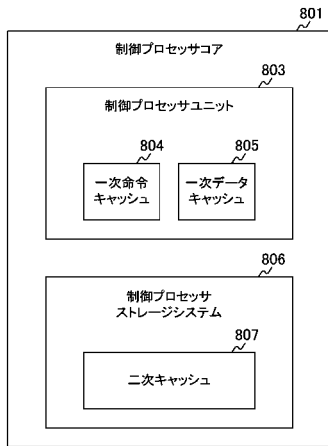 801
制御プロセッサコア
803
制御プロセッサユニット
804
805
一次命令
キャッシュ
一次データ
キャッシュ
806
制御プロセッサ
ストレージシステム
807
二次キャッシュ